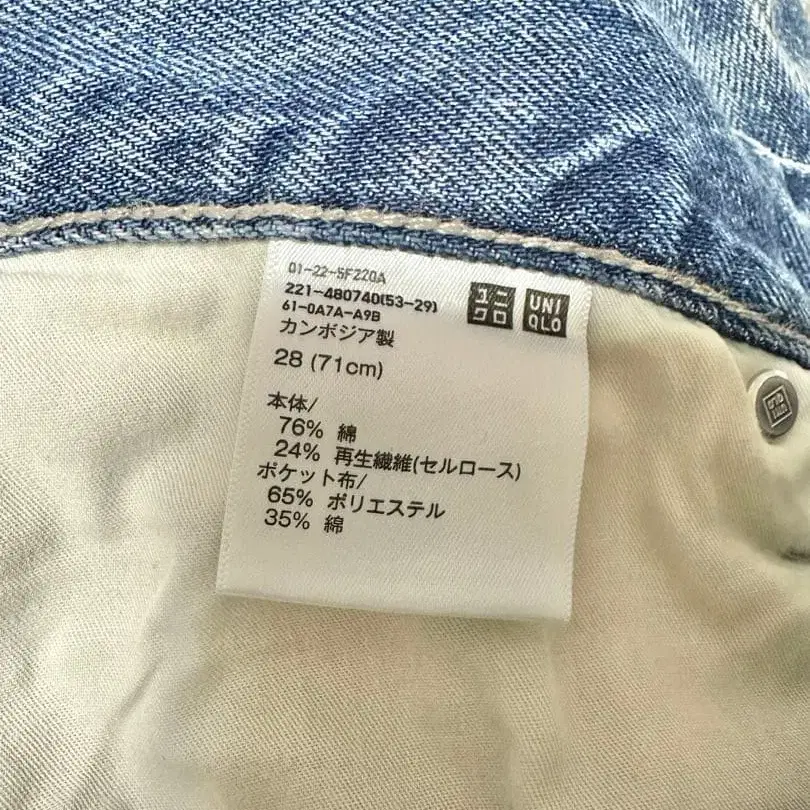 01-22-5F220A
221-480740(53-29)
61-0A7A-A9B
ユニ
クロ
UNI
QLO
カンボジア製
28 (71cm)
本体/
76% 綿
24% 再生繊維(セルロース)
ポケット布/
65% ポリエステル
35% 綿